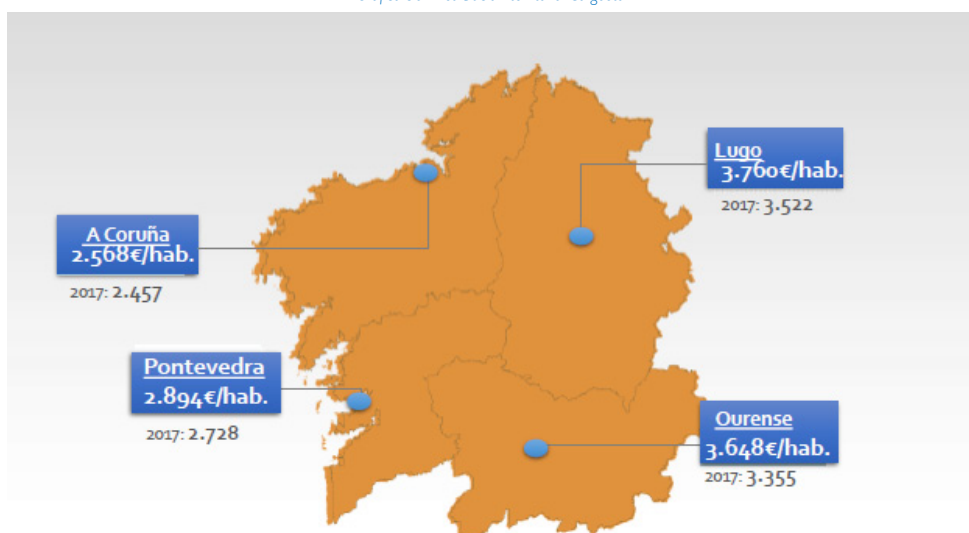 Lugo
3.760€/hab.
2017: 3.522
A Coruña
2.568€/hab.
2017: 2.457
Pontevedra
2.894€/hab.
2017: 2.728
Ourense
3.648€/hab.
2017: 3.355